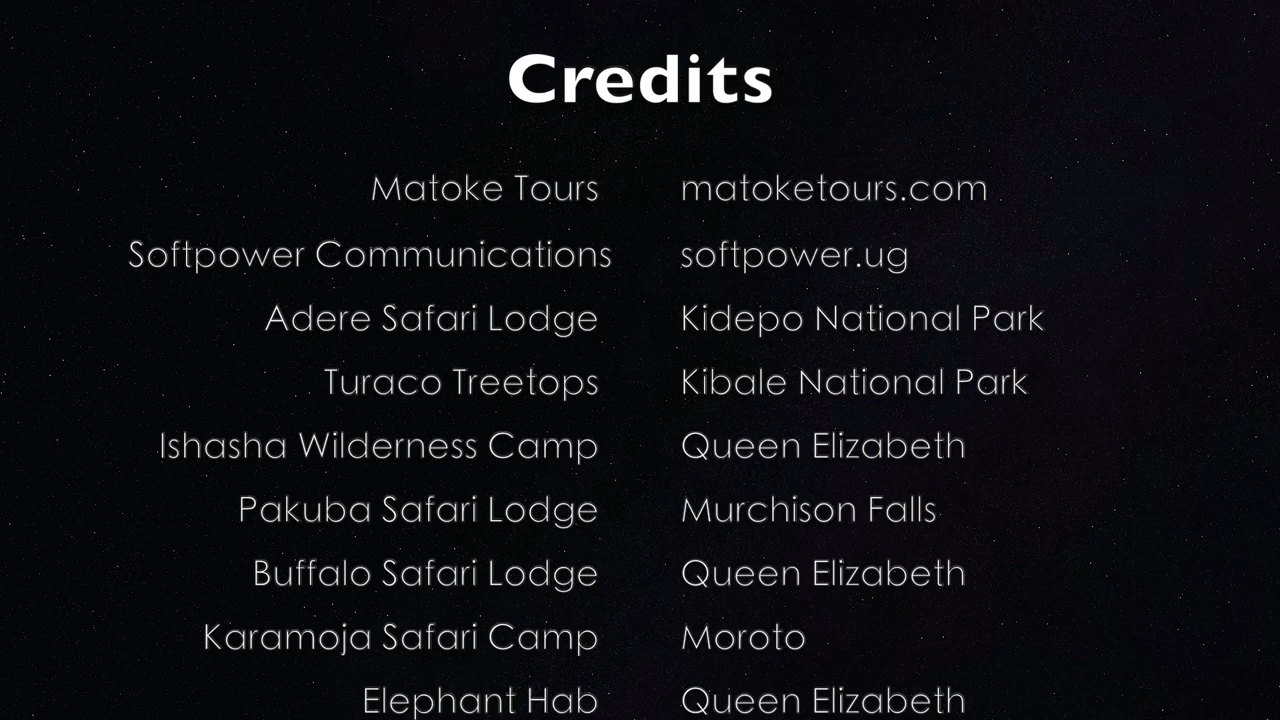 Credits
Matoke Tours matoketours.com
Softpower Communications softpower.ug
Adere Safari Lodge Kidepo National Park
Turaco Treetops Kibale National Park
Ishasha Wilderness Camp Queen Elizabeth
Pakuba Safari Lodge Murchison Falls
Buffalo Safari Lodge Queen Elizabeth
Karamoja Safari Camp Moroto
Elephant Hab Queen Elizabeth